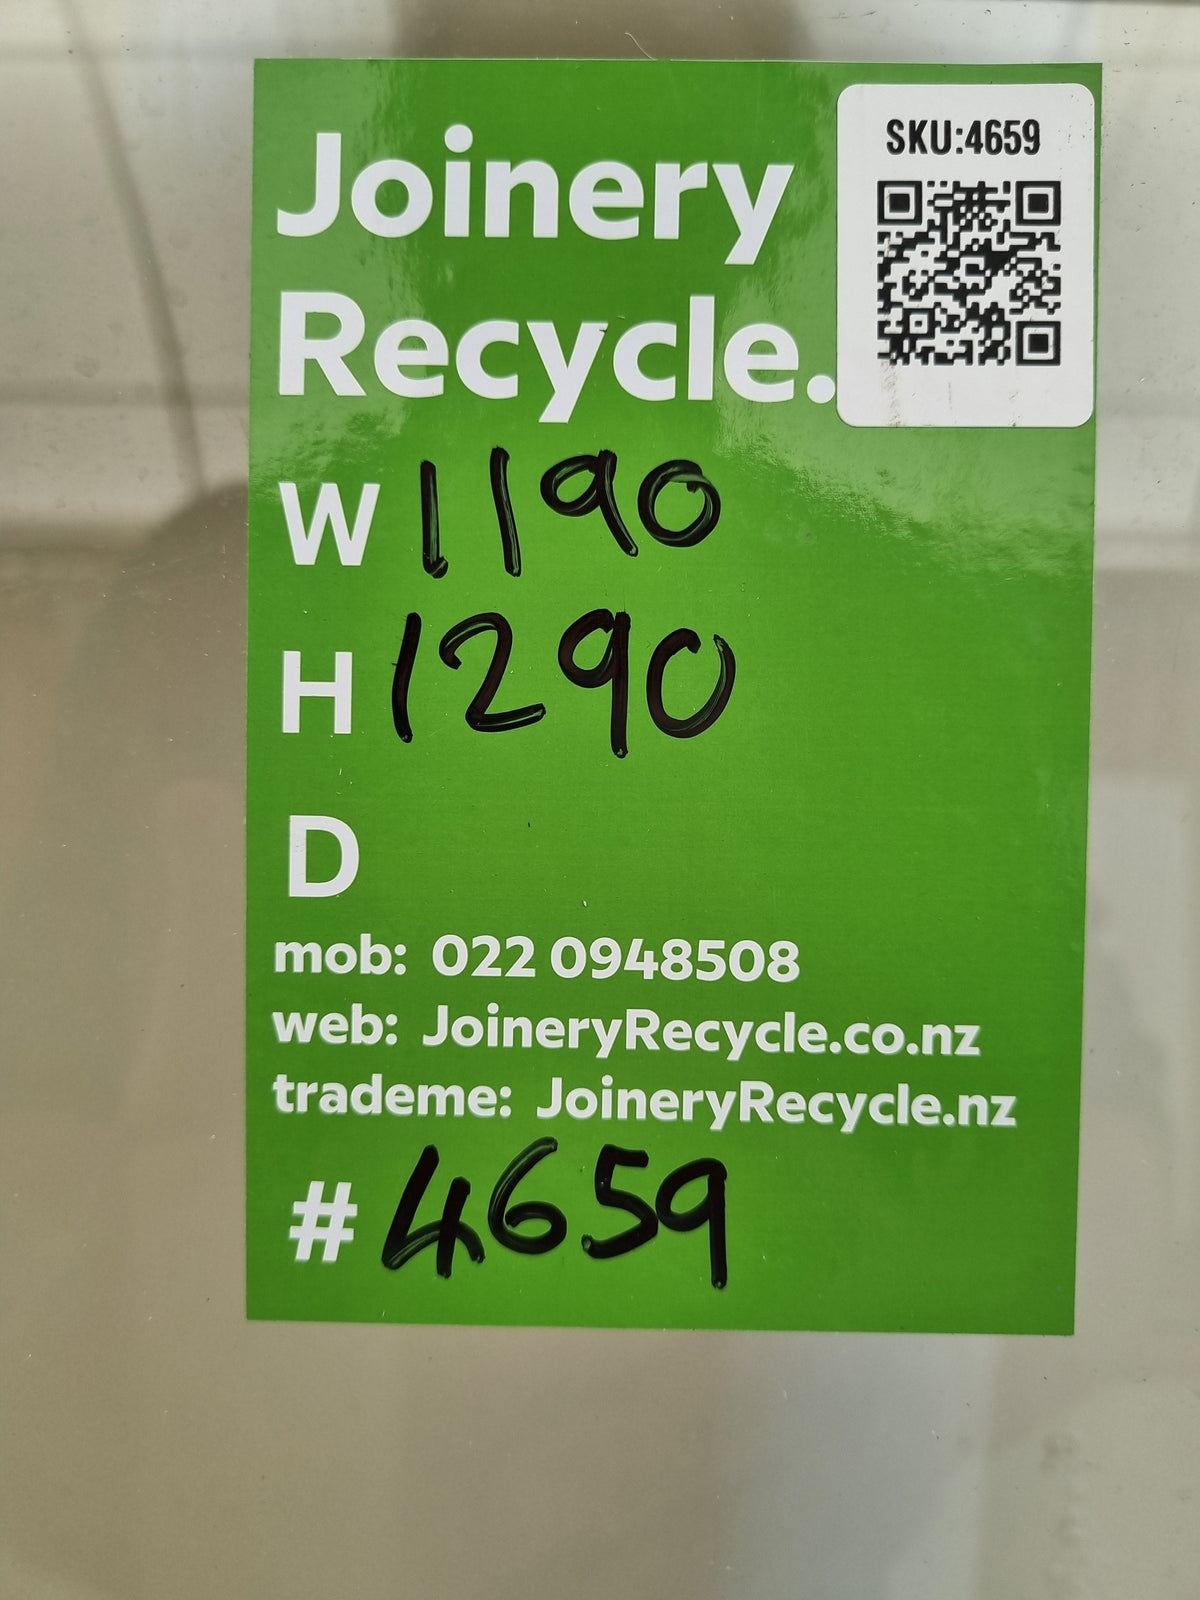 Joinery
Recycle.
SKU:4659
W 1190
H 1290
D
mob: 022 0948508
web: JoineryRecycle.co.nz
trademe: JoineryRecycle.nz
# 4659